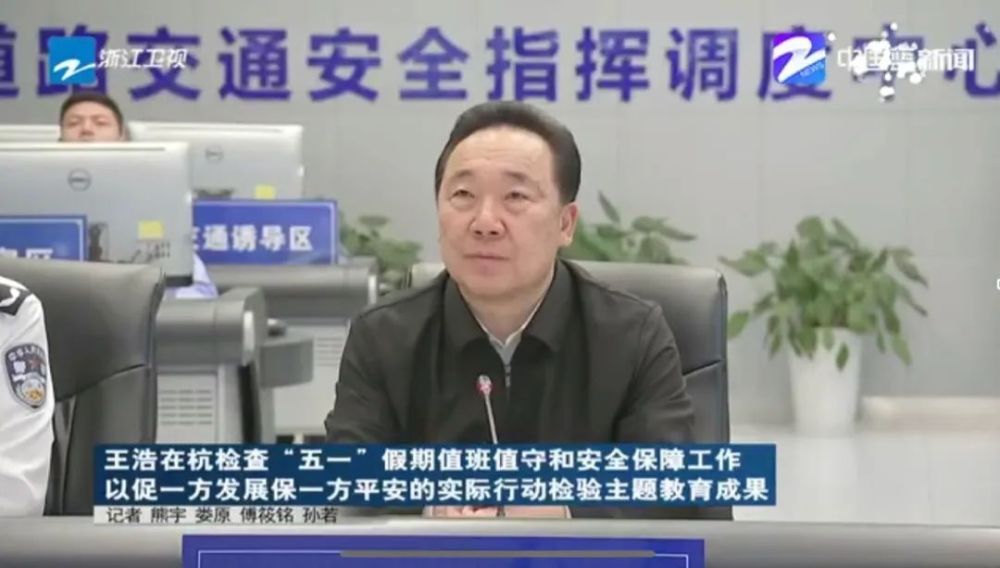 道路交通安全指挥调度中心
浙江卫视
NEWS
中国蓝新闻
DELL
DELL
交通诱导区
王浩在杭检查“五一”假期值班值守和安全保障工作
以促一方发展保一方平安的实际行动检验主题教育成果
记者 熊宇 娄原 傅筱铭 孙若